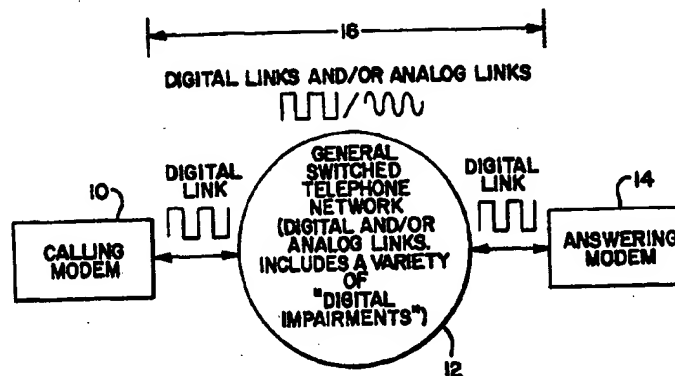 16
DIGITAL LINKS AND/OR ANALOG LINKS
GENERAL
SWITCHED
TELEPHONE
NETWORK
(DIGITAL AND/OR
ANALOG LINKS.
INCLUDES A VARIETY
OF
"DIGITAL
IMPAIRMENTS")
DIGITAL
LINK
DIGITAL
LINK
10
14
CALLING
MODEM
ANSWERING
MODEM
12